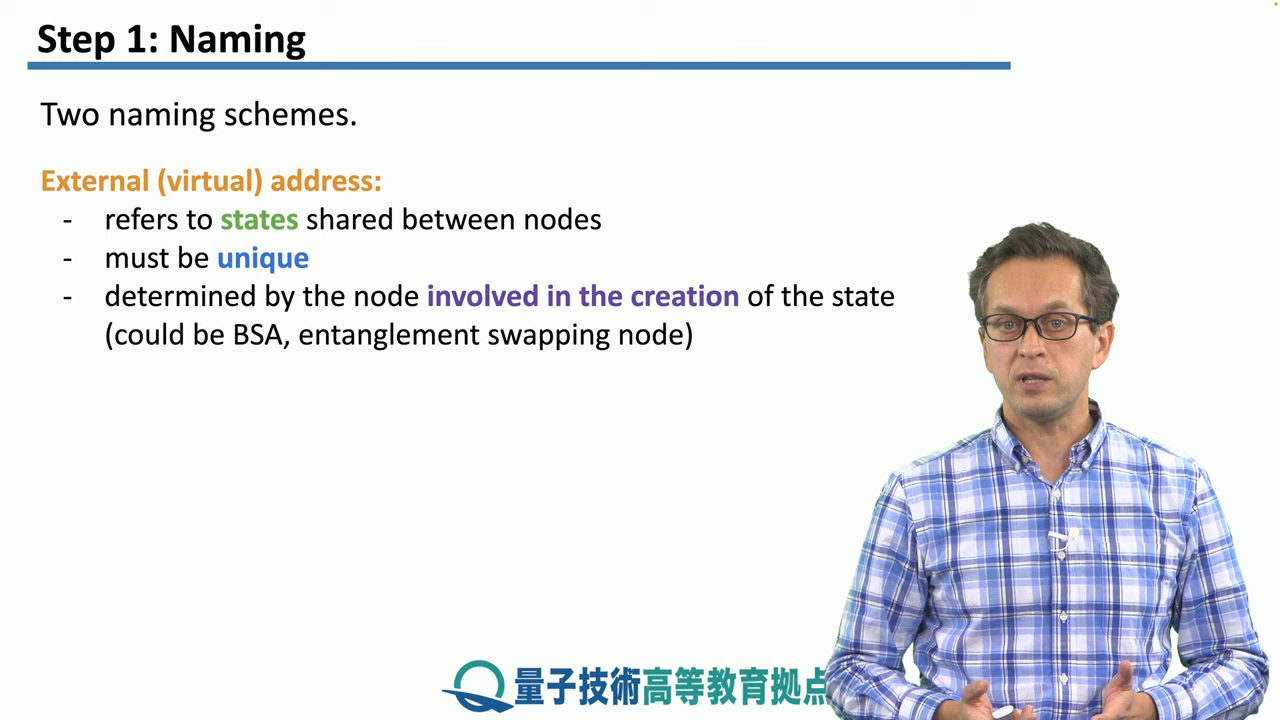 Step 1: Naming
Two naming schemes.
External (virtual) address:
- refers to states shared between nodes
- must be unique
- determined by the node involved in the creation of the state
(could be BSA, entanglement swapping node)
量子技術高等教育拠点